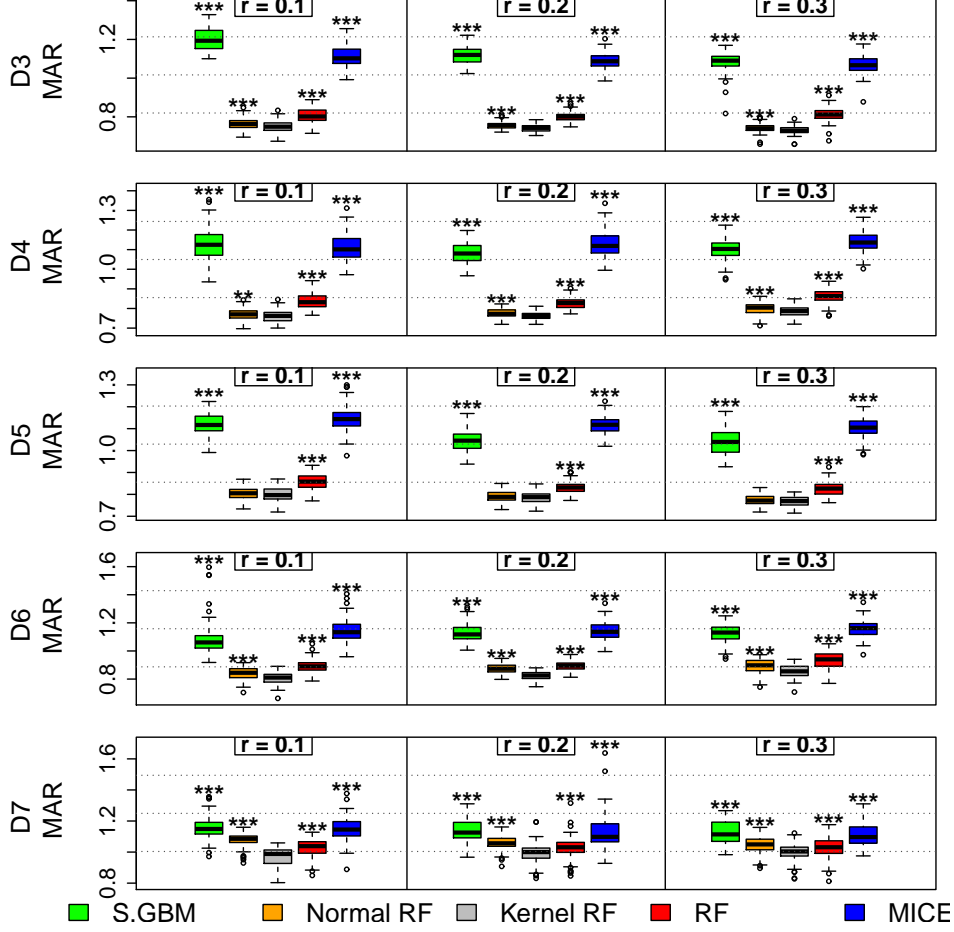 r = 0.1 r = 0.2 r = 0.3
D3
MAR
0.8 1.2
*** *** *** ***
*** *** *** ***
*** *** *** ***
r = 0.1 r = 0.2 r = 0.3
D4
MAR
0.7 1.0 1.3
*** ** *** ***
*** *** *** ***
*** *** *** ***
r = 0.1 r = 0.2 r = 0.3
D5
MAR
0.7 1.0 1.3
*** *** ***
*** *** ***
*** *** ***
r = 0.1 r = 0.2 r = 0.3
D6
MAR
0.8 1.2 1.6
*** *** *** ***
*** *** *** ***
*** *** *** ***
r = 0.1 r = 0.2 r = 0.3
D7
MAR
0.8 1.2 1.6
*** *** *** ***
*** *** *** ***
*** *** *** ***
S.GBM Normal RF Kernel RF RF MICE